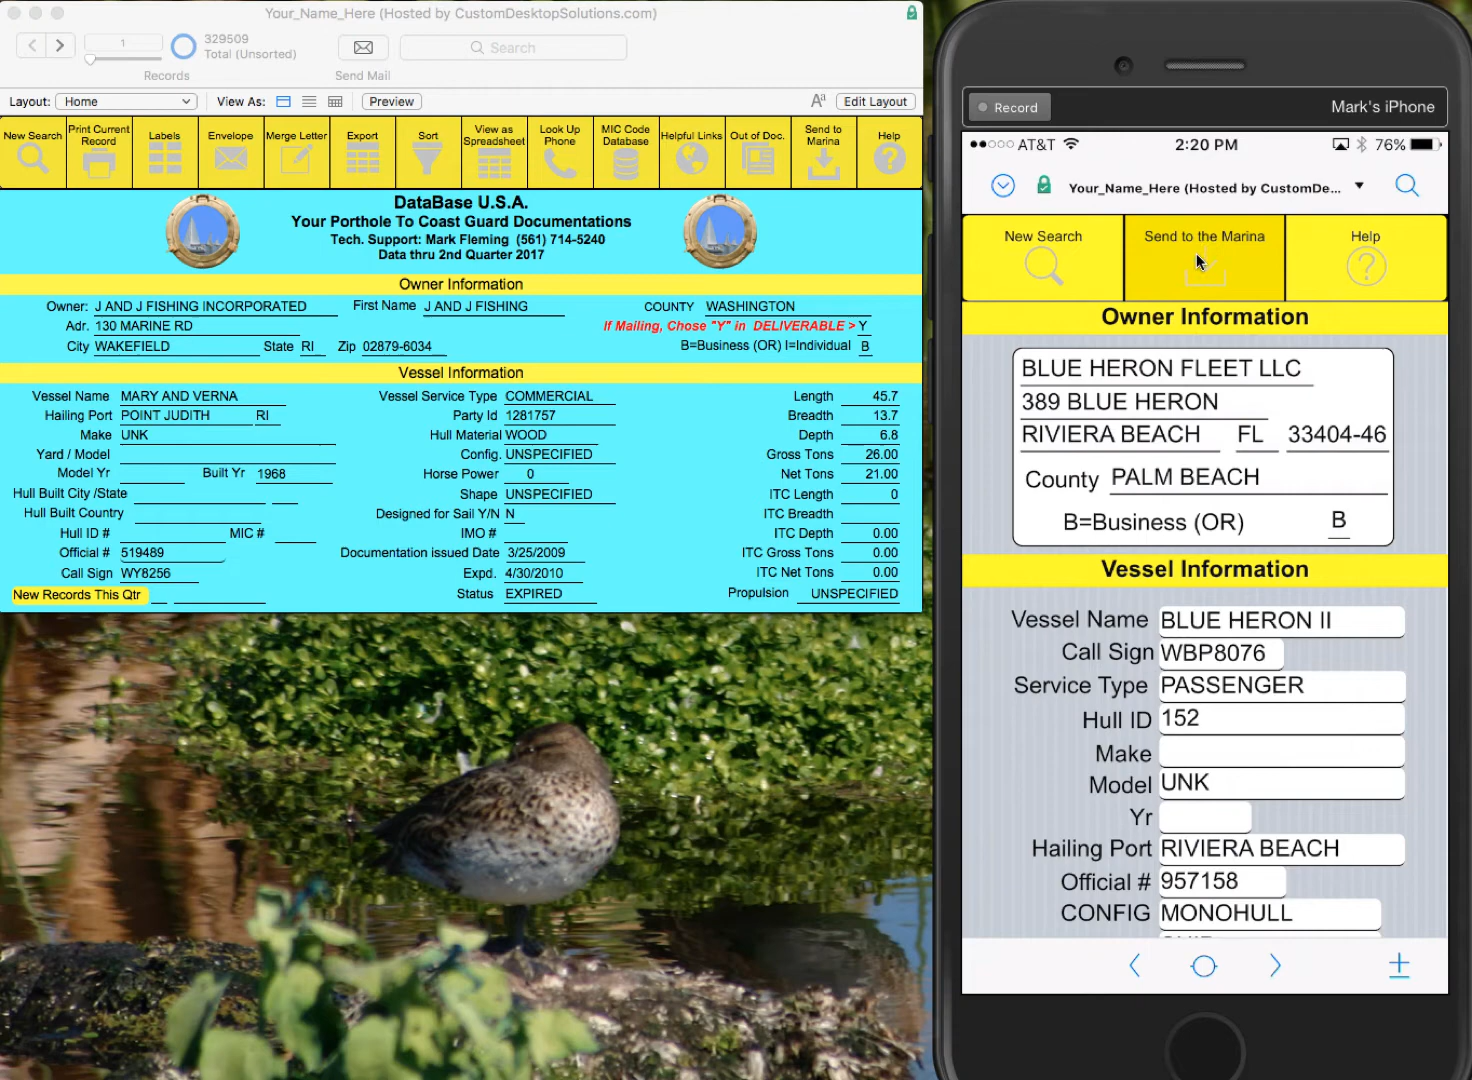 Your_Name_Here (Hosted by CustomDesktopSolutions.com)
1
329509
Total (Unsorted)
Search
Records
Send Mail
Layout: Home
View As:
Preview
Aª
Edit Layout
New Search
Print Current Record
Labels
Envelope
Merge Letter
Export
Sort
View as Spreadsheet
Look Up Phone
MIC Code Database
Helpful Links
Out of Doc.
Send to Marina
Help
DataBase U.S.A.
Your Porthole To Coast Guard Documentations
Tech. Support: Mark Fleming (561) 714-5240
Data thru 2nd Quarter 2017
Owner Information
Owner: J AND J FISHING INCORPORATED First Name J AND J FISHING COUNTY WASHINGTON
Adr. 130 MARINE RD If Mailing, Chose "Y" in DELIVERABLE > Y
City WAKEFIELD State RI Zip 02879-6034 B=Business (OR) I=Individual B
Vessel Information
Vessel Name MARY AND VERNA Vessel Service Type COMMERCIAL Length 45.7
Hailing Port POINT JUDITH RI Party Id 1281757 Breadth 13.7
Make UNK Hull Material WOOD Depth 6.8
Yard / Model Config. UNSPECIFIED Gross Tons 26.00
Model Yr Built Yr 1968 Horse Power 0 Net Tons 21.00
Hull Built City /State Shape UNSPECIFIED ITC Length 0
Hull Built Country Designed for Sail Y/N N ITC Breadth
Hull ID # MIC # IMO # ITC Depth 0.00
Official # 519489 Documentation issued Date 3/25/2009 ITC Gross Tons 0.00
Call Sign WY8256 Expd. 4/30/2010 ITC Net Tons 0.00
New Records This Qtr Status EXPIRED Propulsion UNSPECIFIED
Record
Mark's iPhone
AT&T 2:20 PM 76%
Your_Name_Here (Hosted by CustomDe...
New Search
Send to the Marina
Help
Owner Information
BLUE HERON FLEET LLC
389 BLUE HERON
RIVIERA BEACH FL 33404-46
County PALM BEACH
B=Business (OR) B
Vessel Information
Vessel Name BLUE HERON II
Call Sign WBP8076
Service Type PASSENGER
Hull ID 152
Make
Model UNK
Yr
Hailing Port RIVIERA BEACH
Official # 957158
CONFIG MONOHULL